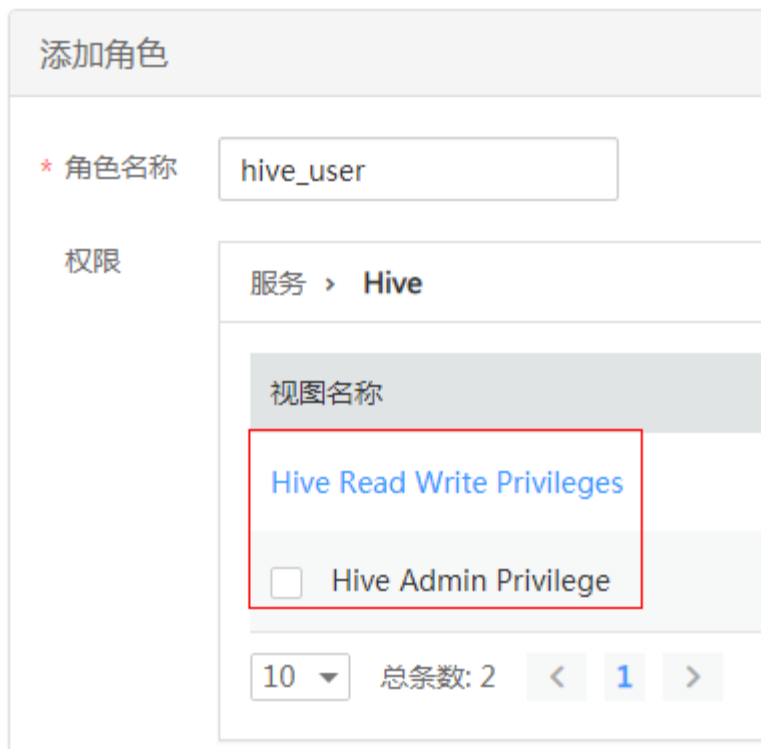 添加角色
* 角色名称 hive_user
权限
服务 › Hive
视图名称
Hive Read Write Privileges
Hive Admin Privilege
10 总条数: 2 < 1 >